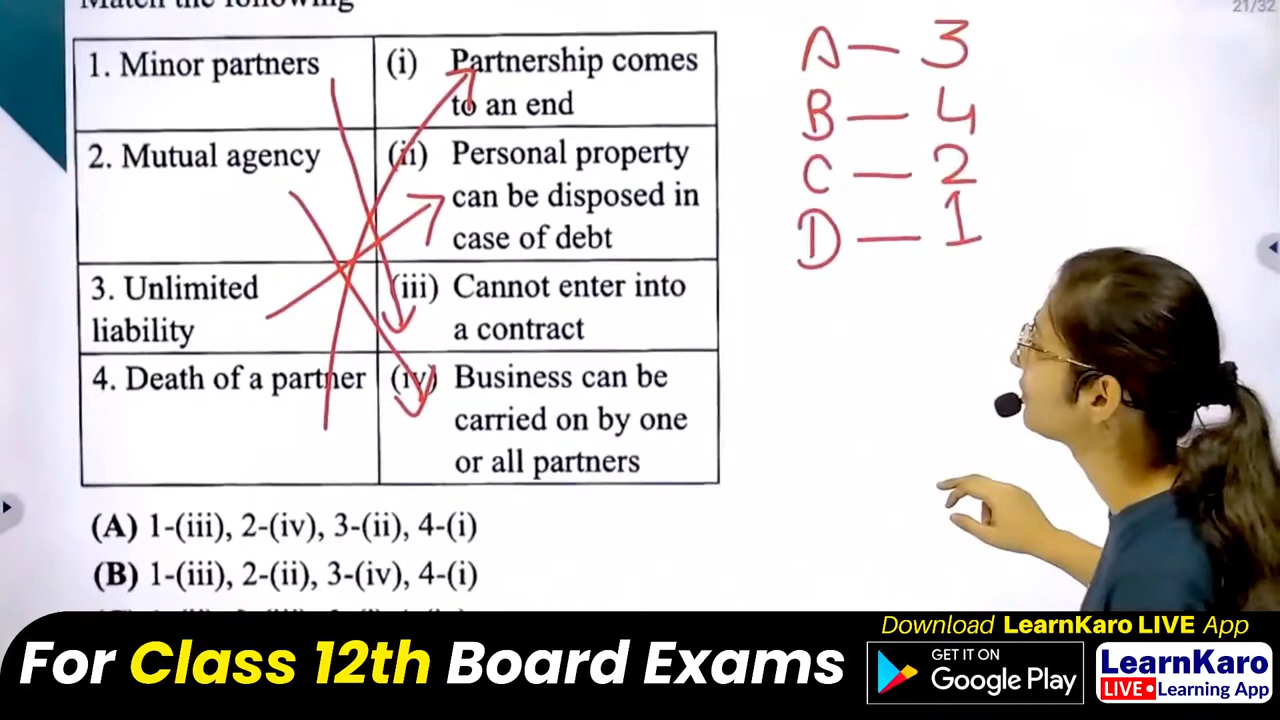 Match the following
21/32
1. Minor partners
(i) Partnership comes
to an end
2. Mutual agency
(ii) Personal property
can be disposed in
case of debt
3. Unlimited
liability
(iii) Cannot enter into
a contract
4. Death of a partner
(iv) Business can be
carried on by one
or all partners
A — 3
B — 4
C — 2
D — 1
(A) 1-(iii), 2-(iv), 3-(ii), 4-(i)
(B) 1-(iii), 2-(ii), 3-(iv), 4-(i)
For Class 12th Board Exams
Download LearnKaro LIVE App
GET IT ON
Google Play
LearnKaro
LIVE • Learning App